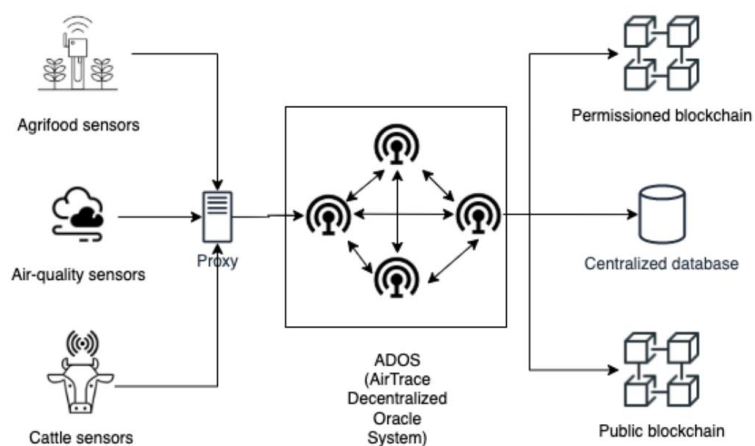 Agrifood sensors
Permissioned blockchain
Air-quality sensors
Proxy
Centralized database
ADOS
(AirTrace
Decentralized
Oracle
System)
Cattle sensors
Public blockchain